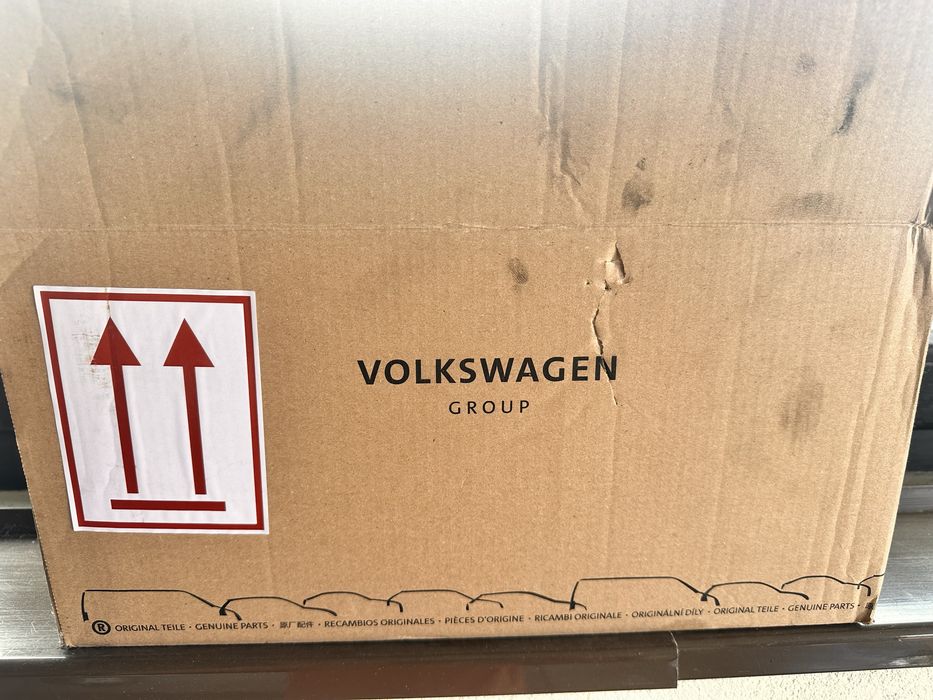 VOLKSWAGEN
GROUP
® ORIGINAL TEILE · GENUINE PARTS · 原厂配件 · RECAMBIOS ORIGINALES · PIÈCES D'ORIGINE · RICAMBI ORIGINALE · ORIGINÁLNÍ DÍLY · ORIGINAL TEILE · GENUINE PARTS ·